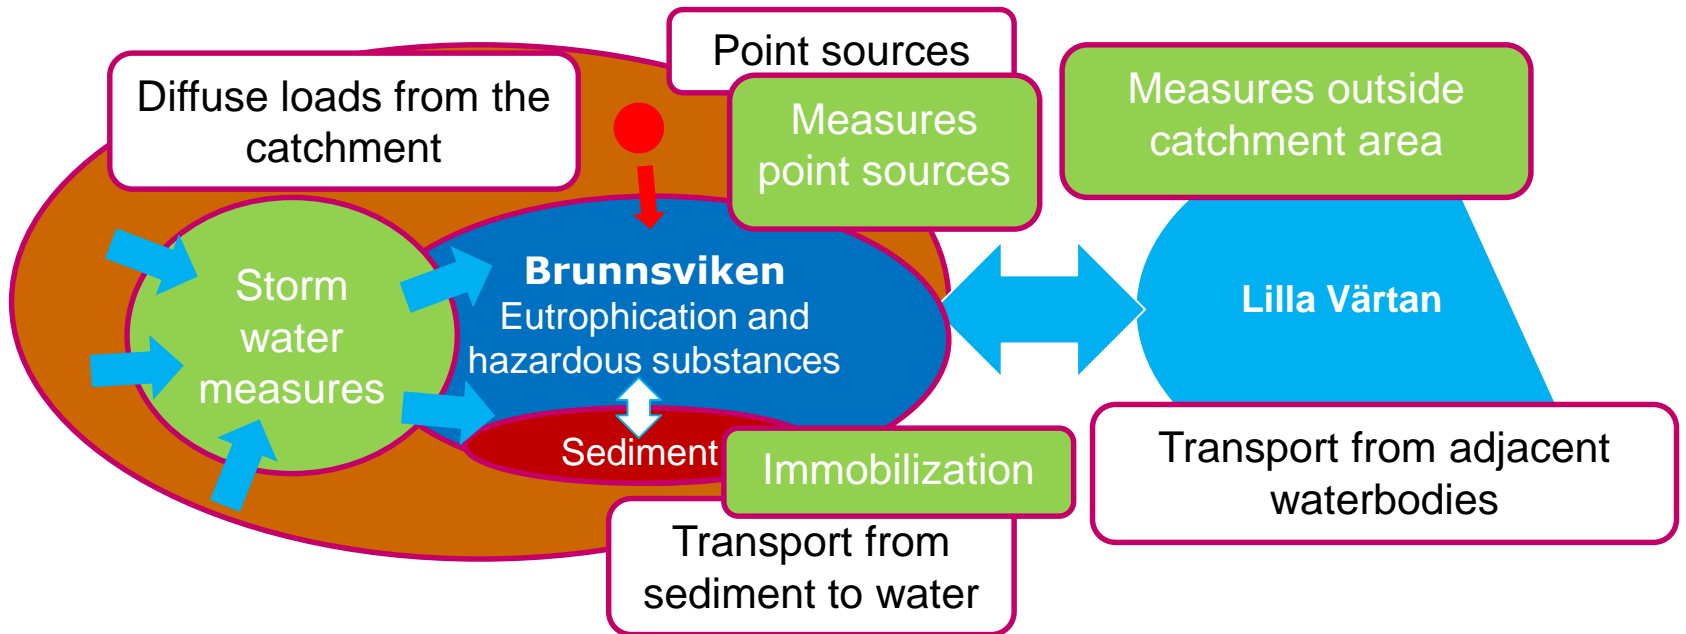 Point sources
Diffuse loads from the
catchment
Measures
point sources
Measures outside
catchment area
Storm
water
measures
Brunnsviken
Eutrophication and
hazardous substances
Lilla Värtan
Sediment
Immobilization
Transport from
sediment to water
Transport from adjacent
waterbodies